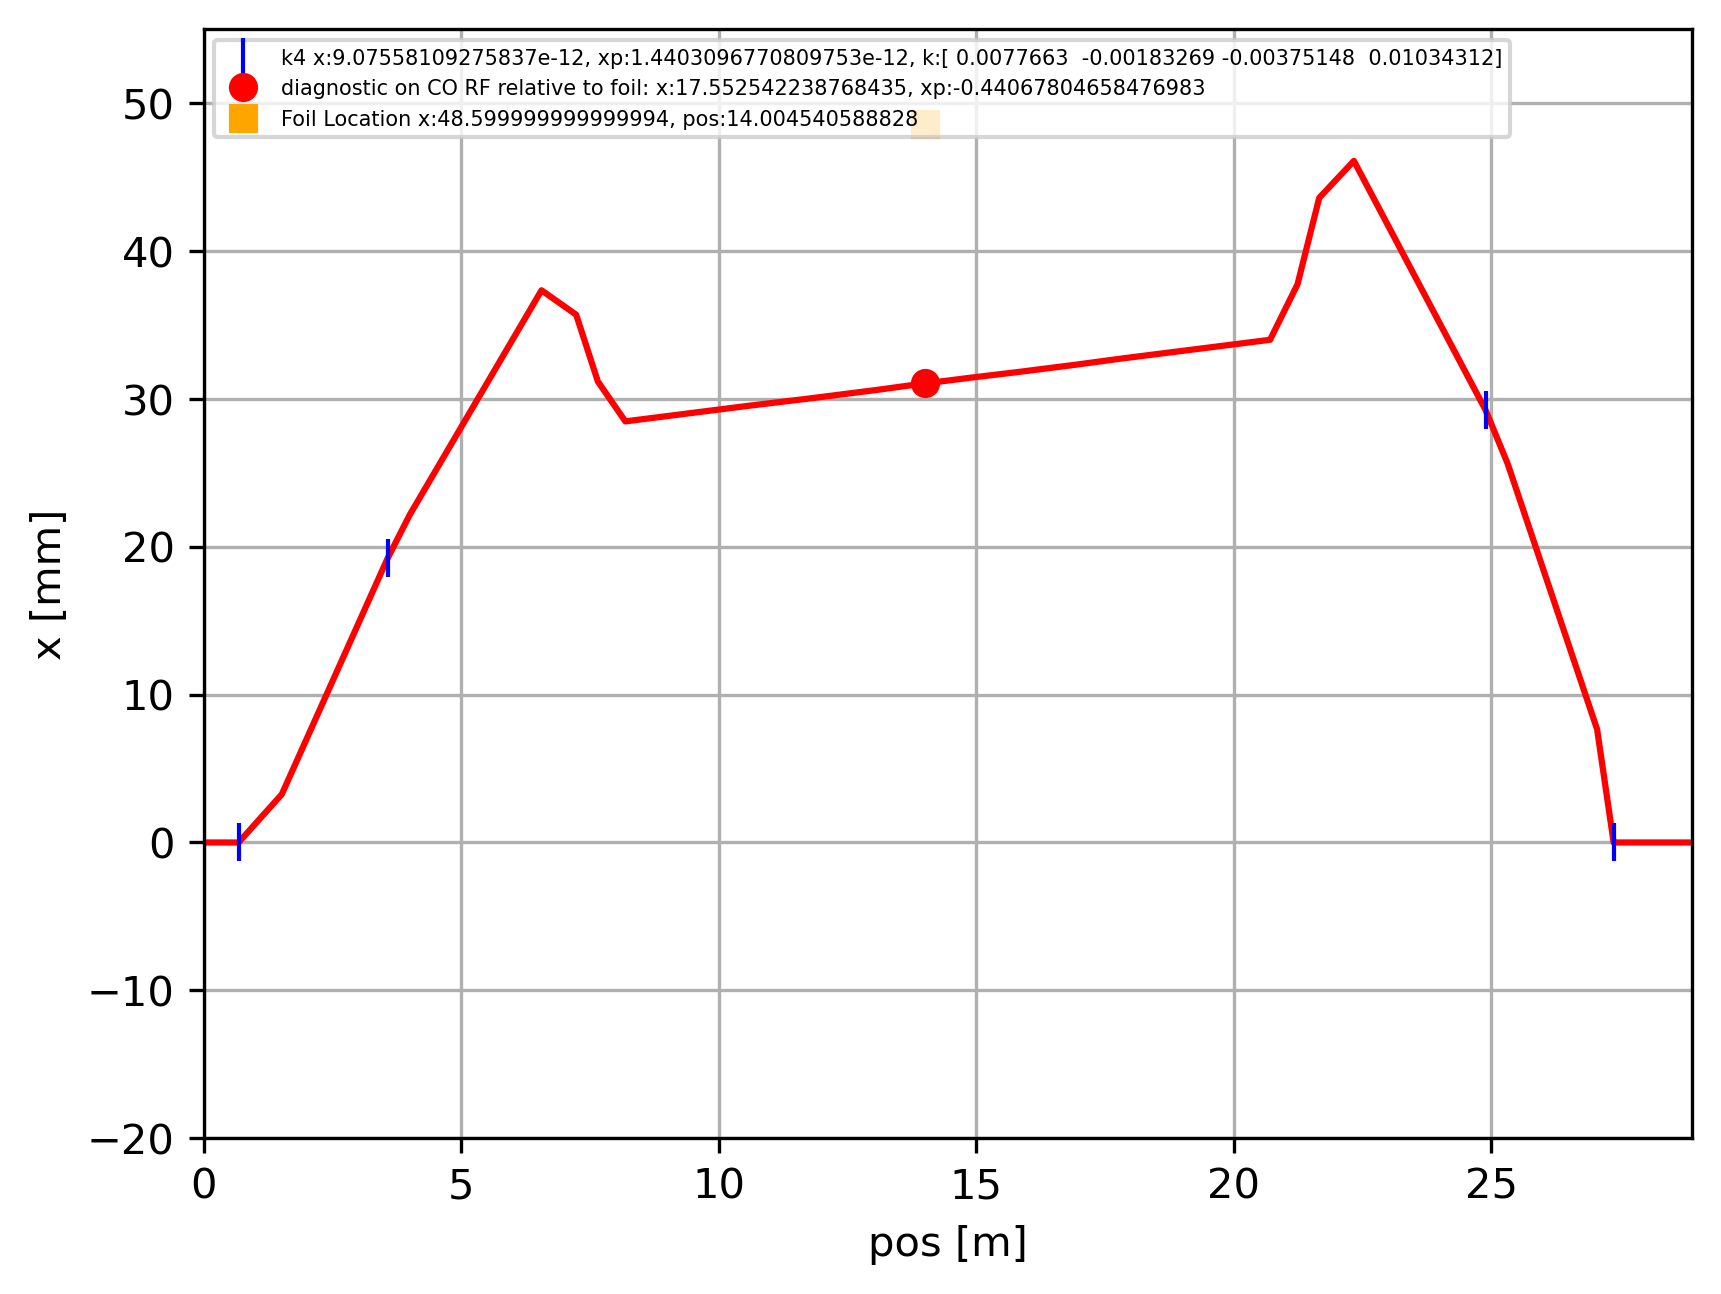 k4 x:9.07558109275837e-12, xp:1.4403096770809753e-12, k:[ 0.0077663  -0.00183269 -0.00375148  0.01034312]
diagnostic on CO RF relative to foil: x:17.552542238768435, xp:-0.44067804658476983
Foil Location x:48.599999999999994, pos:14.004540588828
50
40
30
20
10
0
−10
−20
x [mm]
0 5 10 15 20 25
pos [m]